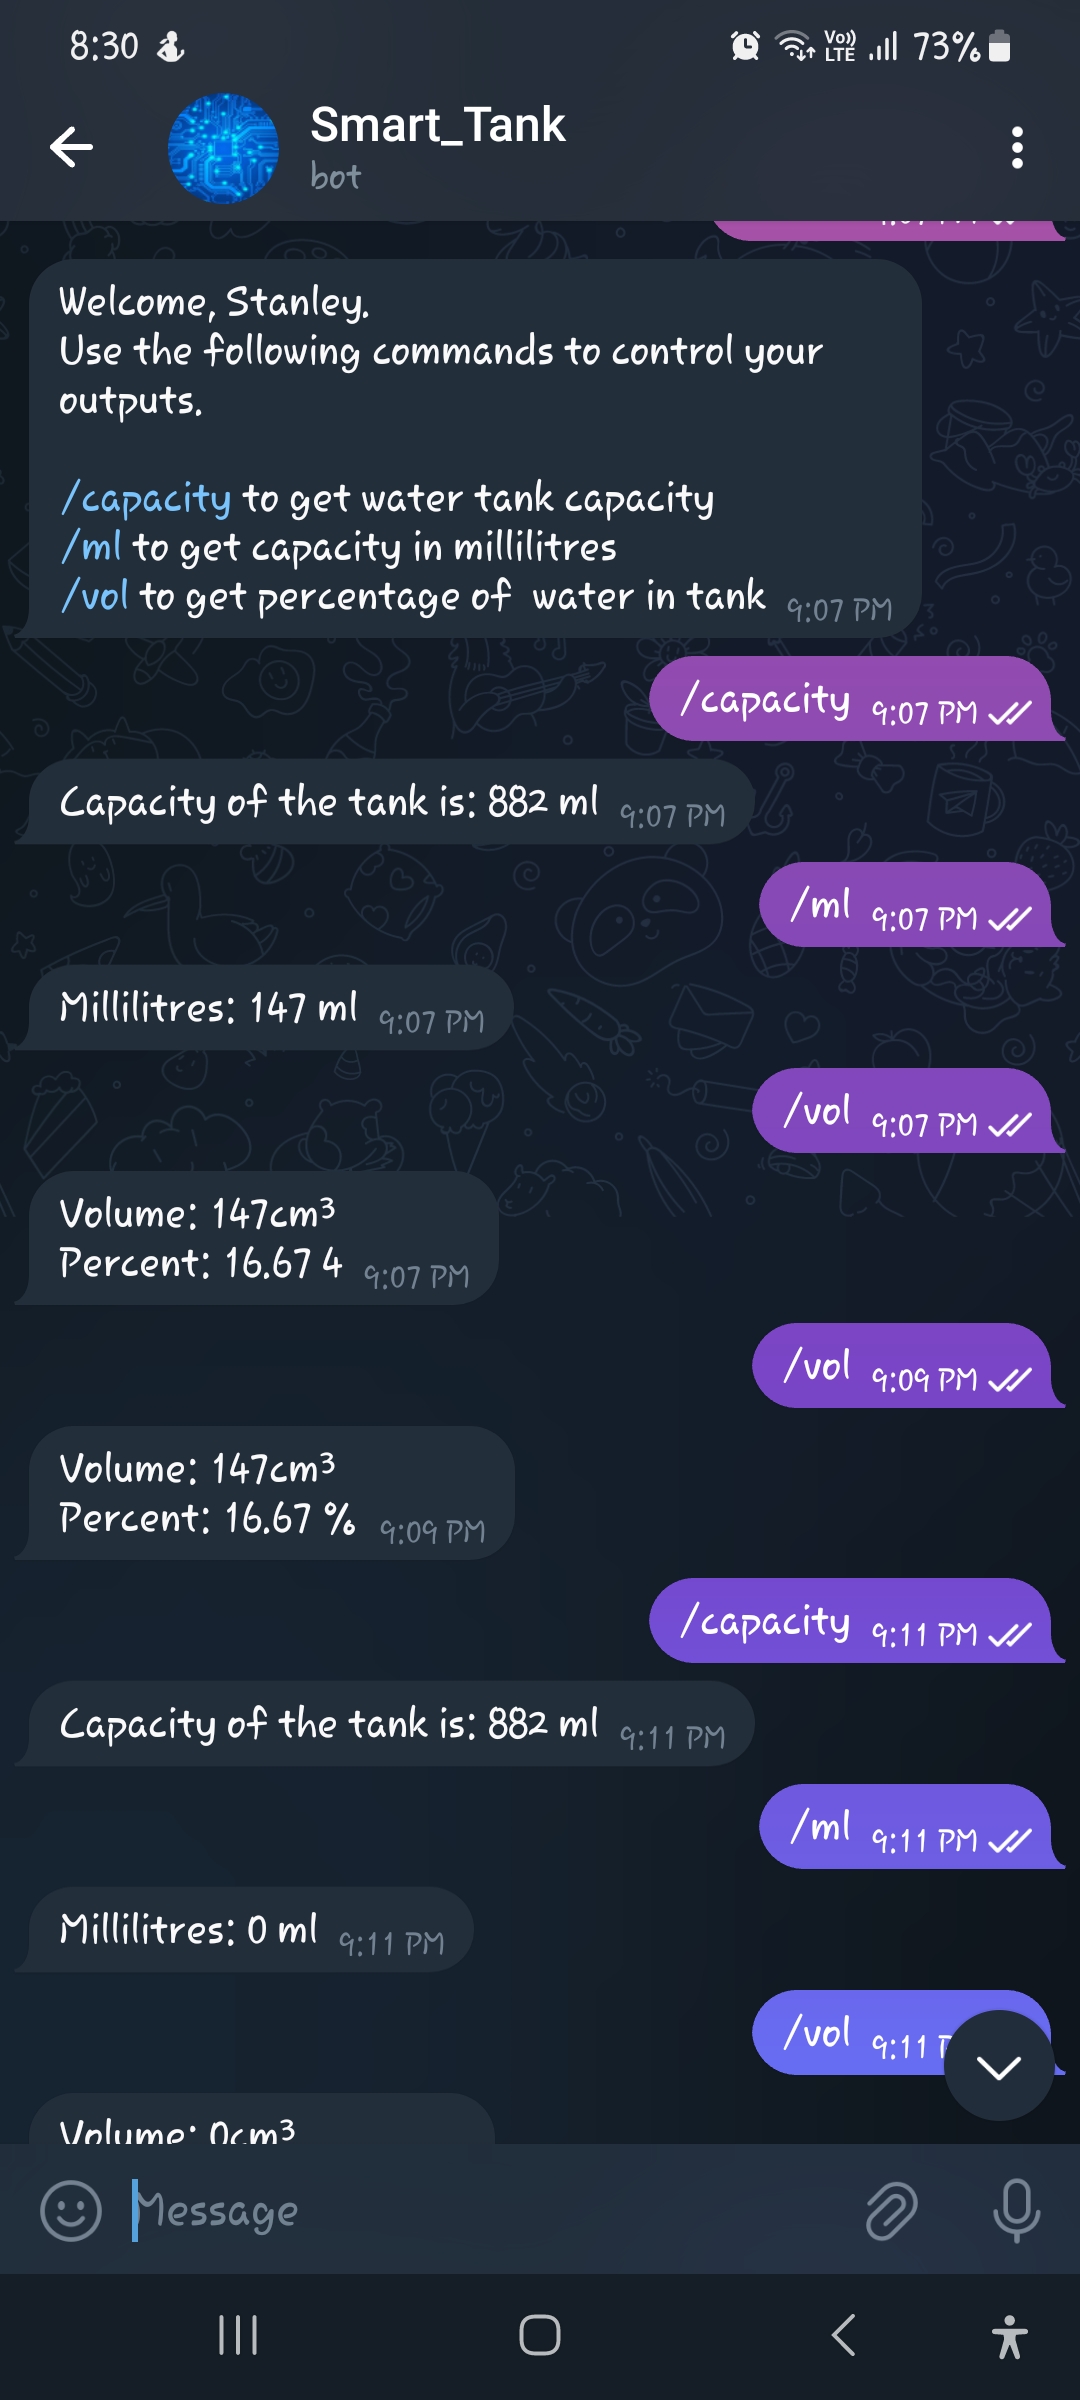 8:30
Vo)) LTE 73%
Smart_Tank
bot
Welcome, Stanley.
Use the following commands to control your
outputs.
/capacity to get water tank capacity
/ml to get capacity in millilitres
/vol to get percentage of  water in tank 9:07 PM
/capacity 9:07 PM
Capacity of the tank is: 882 ml 9:07 PM
/ml 9:07 PM
Millilitres: 147 ml 9:07 PM
/vol 9:07 PM
Volume: 147cm³
Percent: 16.67 4 9:07 PM
/vol 9:09 PM
Volume: 147cm³
Percent: 16.67 % 9:09 PM
/capacity 9:11 PM
Capacity of the tank is: 882 ml 9:11 PM
/ml 9:11 PM
Millilitres: 0 ml 9:11 PM
/vol 9:11
Volume: 0cm³
Message